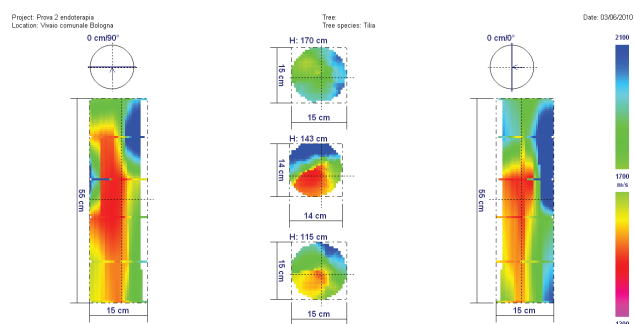 Project: Prova 2 endoterapia
Location: Vivaio comunale Bologna
Tree:
Tree species: Tilia
Date: 03/06/2010
0 cm/90°
55 cm
15 cm
H: 170 cm
15 cm
15 cm
H: 143 cm
14 cm
14 cm
H: 115 cm
15 cm
15 cm
0 cm/0°
55 cm
15 cm
2100
1700
m/s
1300